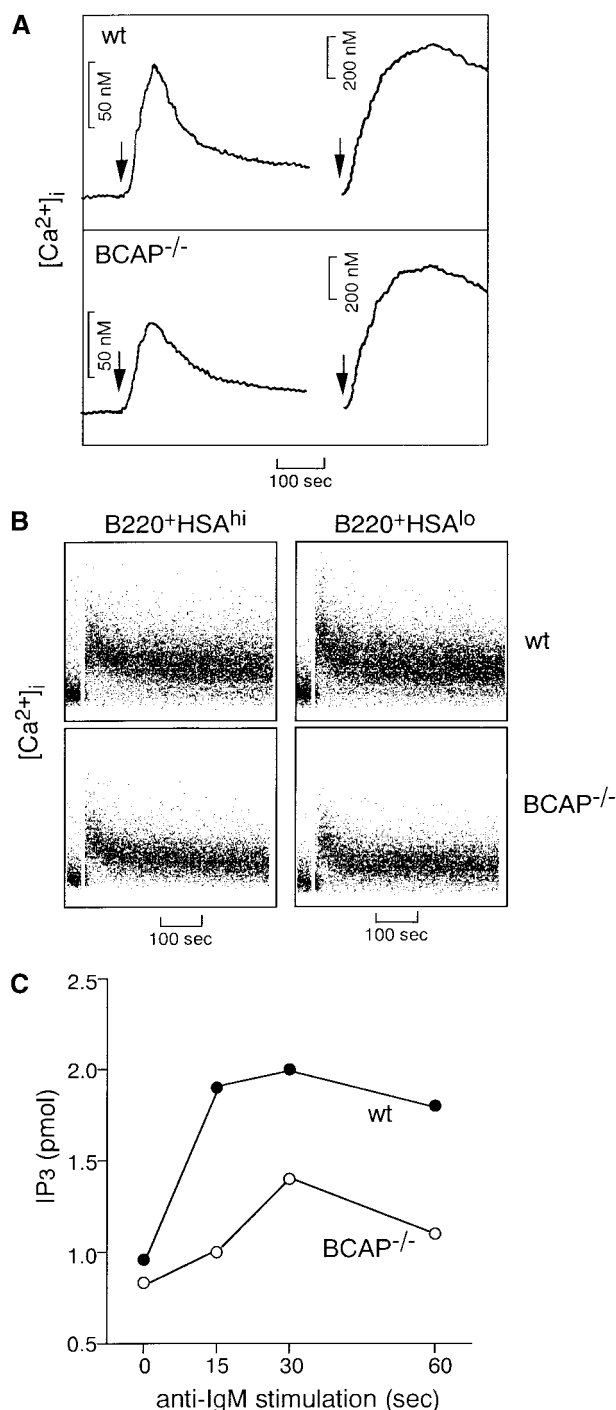 A
wt
50 nM
200 nM
[Ca2+]i
BCAP-/-
50 nM
200 nM
100 sec
B
B220+HSAhi
B220+HSAlo
wt
[Ca2+]i
BCAP-/-
100 sec
100 sec
C
2.5
2.0
1.5
1.0
0.5
IP3 (pmol)
wt
BCAP-/-
0
15
30
60
anti-IgM stimulation (sec)